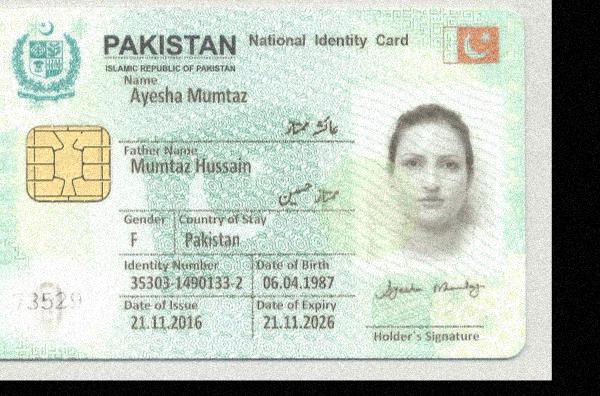 PAKISTAN National Identity Card
ISLAMIC REPUBLIC OF PAKISTAN
Name
Ayesha Mumtaz
عائشہ ممتاز
Father Name
Mumtaz Hussain
ممتاز حسین
Gender Country of Stay
F Pakistan
Identity Number Date of Birth
35303-1490133-2 06.04.1987
Date of Issue Date of Expiry
21.11.2016 21.11.2026
73529
Ayesha Mumtaz
Holder's Signature